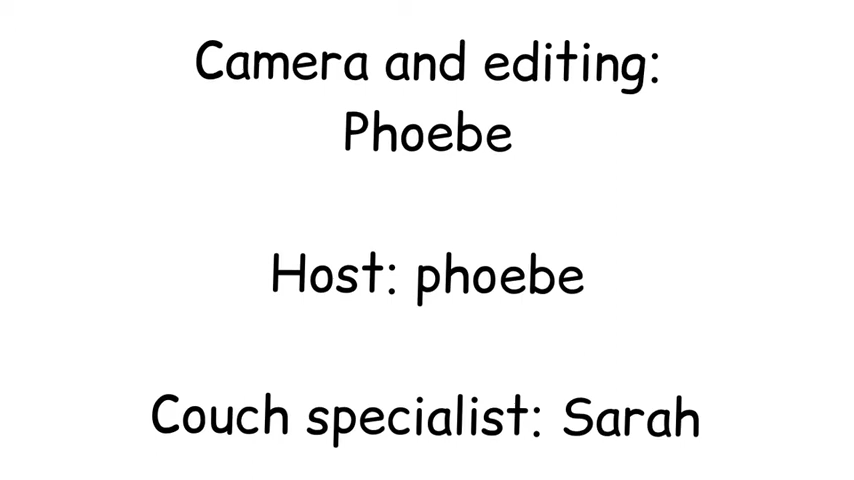 Camera and editing:
Phoebe
Host: phoebe
Couch specialist: Sarah